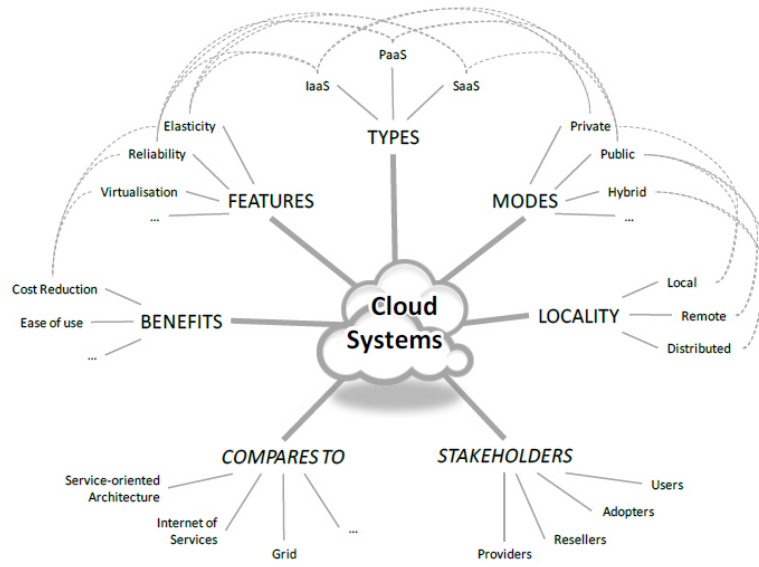 PaaS
IaaS
SaaS
Elasticity
Private
TYPES
Reliability
Public
Virtualisation
FEATURES
MODES
Hybrid
...
...
Cost Reduction
Cloud
Systems
Local
Ease of use
BENEFITS
LOCALITY
Remote
...
Distributed
COMPARES TO
STAKEHOLDERS
Service-oriented
Architecture
Users
Internet of
Services
...
Adopters
Grid
Resellers
Providers